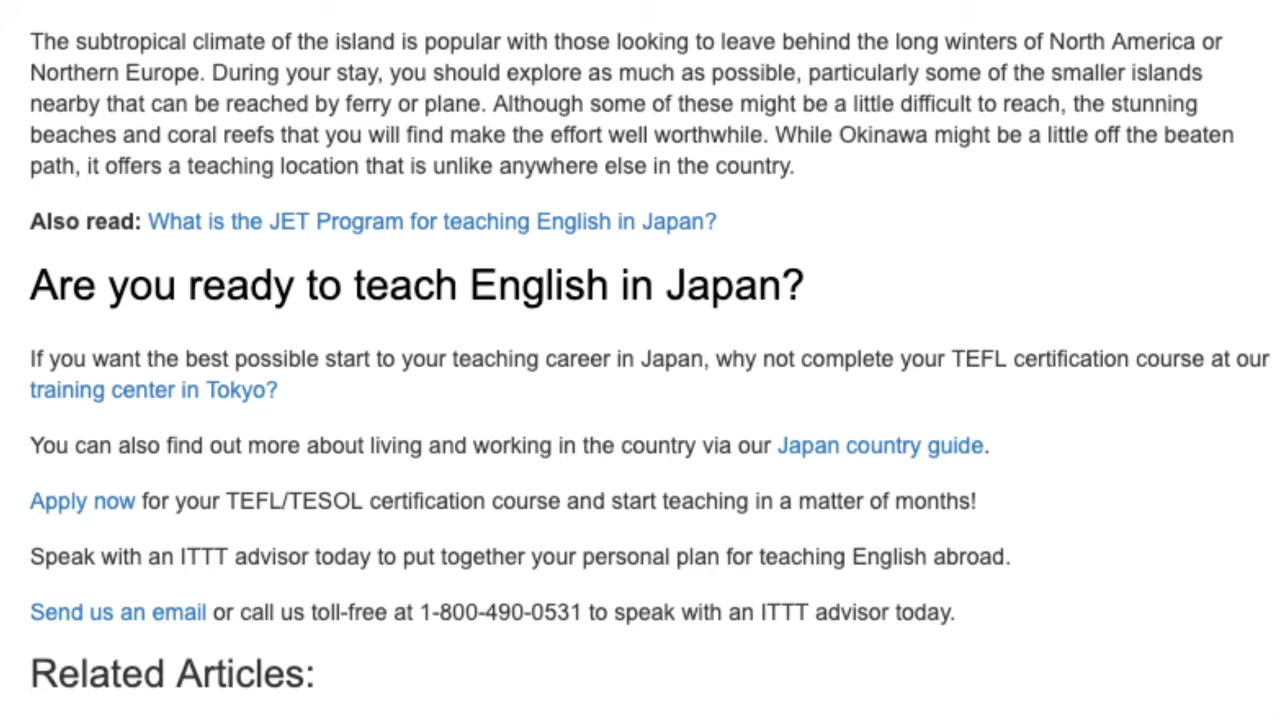 The subtropical climate of the island is popular with those looking to leave behind the long winters of North America or
Northern Europe. During your stay, you should explore as much as possible, particularly some of the smaller islands
nearby that can be reached by ferry or plane. Although some of these might be a little difficult to reach, the stunning
beaches and coral reefs that you will find make the effort well worthwhile. While Okinawa might be a little off the beaten
path, it offers a teaching location that is unlike anywhere else in the country.
Also read: What is the JET Program for teaching English in Japan?
Are you ready to teach English in Japan?
If you want the best possible start to your teaching career in Japan, why not complete your TEFL certification course at our
training center in Tokyo?
You can also find out more about living and working in the country via our Japan country guide.
Apply now for your TEFL/TESOL certification course and start teaching in a matter of months!
Speak with an ITTT advisor today to put together your personal plan for teaching English abroad.
Send us an email or call us toll-free at 1-800-490-0531 to speak with an ITTT advisor today.
Related Articles: